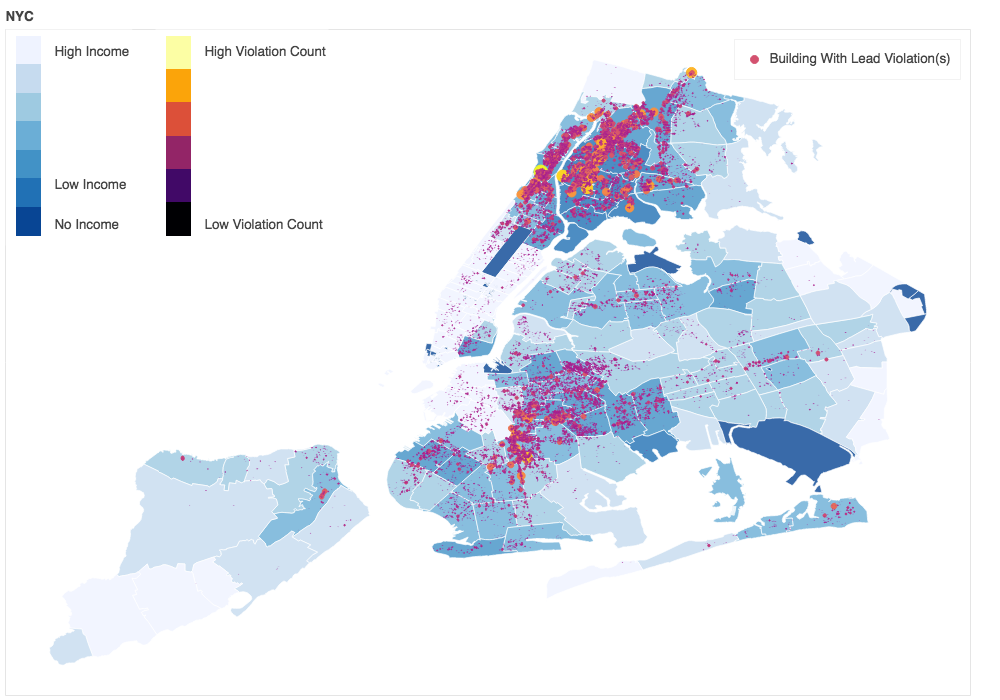 NYC
High Income
High Violation Count
Building With Lead Violation(s)
Low Income
No Income
Low Violation Count